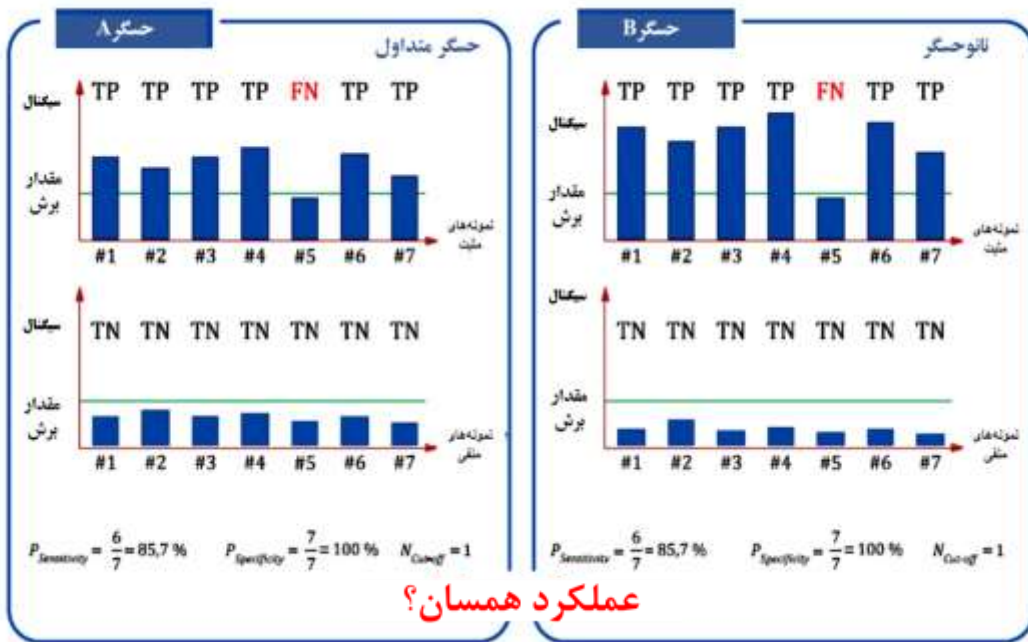 حسگر A
حسگر متداول
سیگنال
TP TP TP TP FN TP TP
مقدار
برش
نمونه‌های
مثبت
#1 #2 #3 #4 #5 #6 #7
سیگنال
TN TN TN TN TN TN TN
مقدار
برش
نمونه‌های
منفی
#1 #2 #3 #4 #5 #6 #7
P_Sensitivity = 6/7 = 85,7 % P_Specificity = 7/7 = 100 % N_Cut-off = 1
حسگر B
نانوحسگر
سیگنال
TP TP TP TP FN TP TP
مقدار
برش
نمونه‌های
مثبت
#1 #2 #3 #4 #5 #6 #7
سیگنال
TN TN TN TN TN TN TN
مقدار
برش
نمونه‌های
منفی
#1 #2 #3 #4 #5 #6 #7
P_Sensitivity = 6/7 = 85,7 % P_Specificity = 7/7 = 100 % N_Cut-off = 1
عملکرد همسان؟